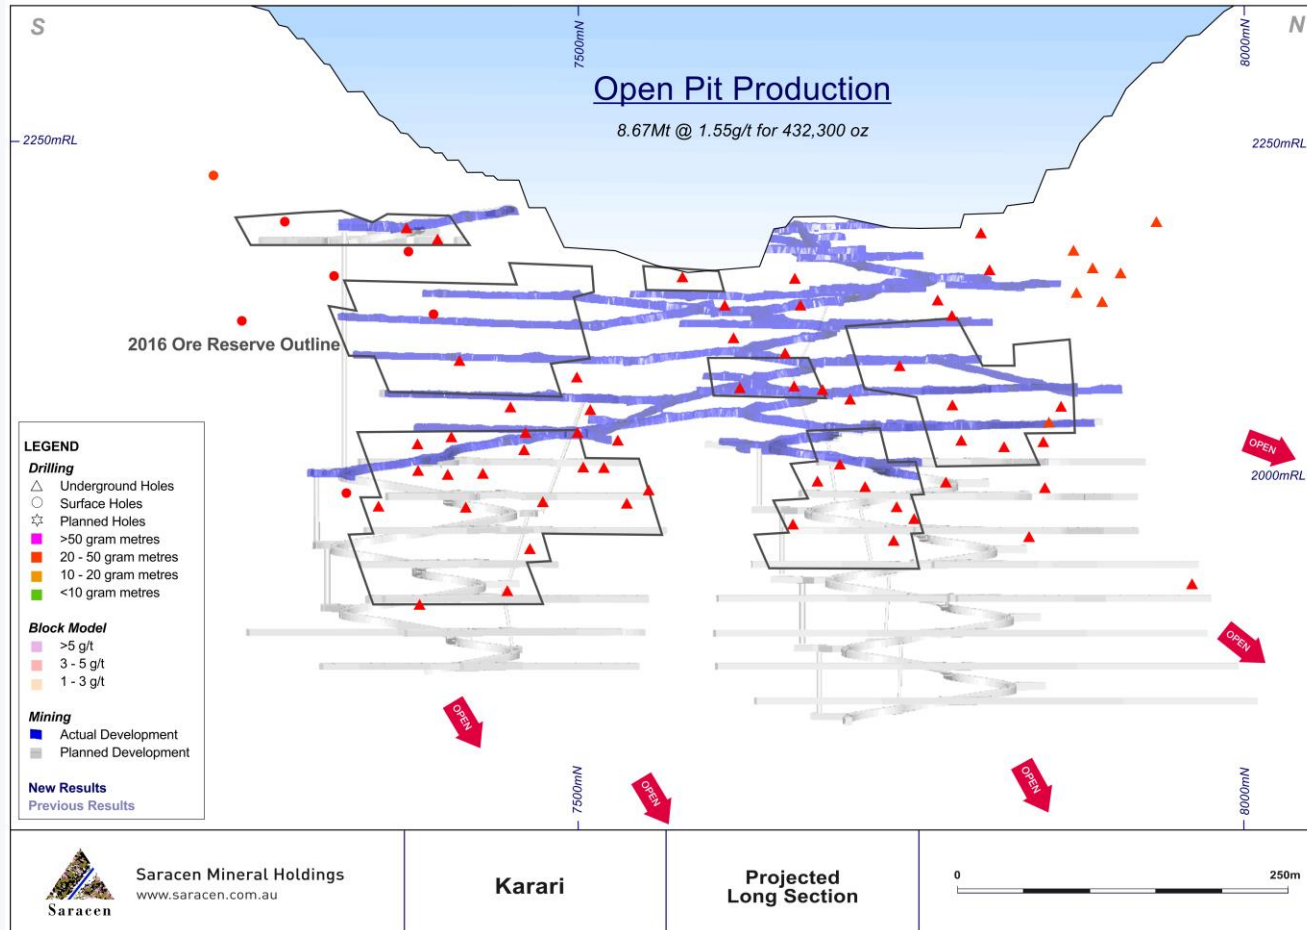 S
7500mN
8000mN
N
Open Pit Production
8.67Mt @ 1.55g/t for 432,300 oz
2250mRL
2250mRL
2016 Ore Reserve Outline
OPEN
2000mRL
LEGEND
Drilling
Underground Holes
Surface Holes
Planned Holes
>50 gram metres
20 - 50 gram metres
10 - 20 gram metres
<10 gram metres
Block Model
>5 g/t
3 - 5 g/t
1 - 3 g/t
Mining
Actual Development
Planned Development
New Results
Previous Results
OPEN
OPEN
OPEN
OPEN
7500mN
8000mN
Saracen
Saracen Mineral Holdings
www.saracen.com.au
Karari
Projected
Long Section
0
250m